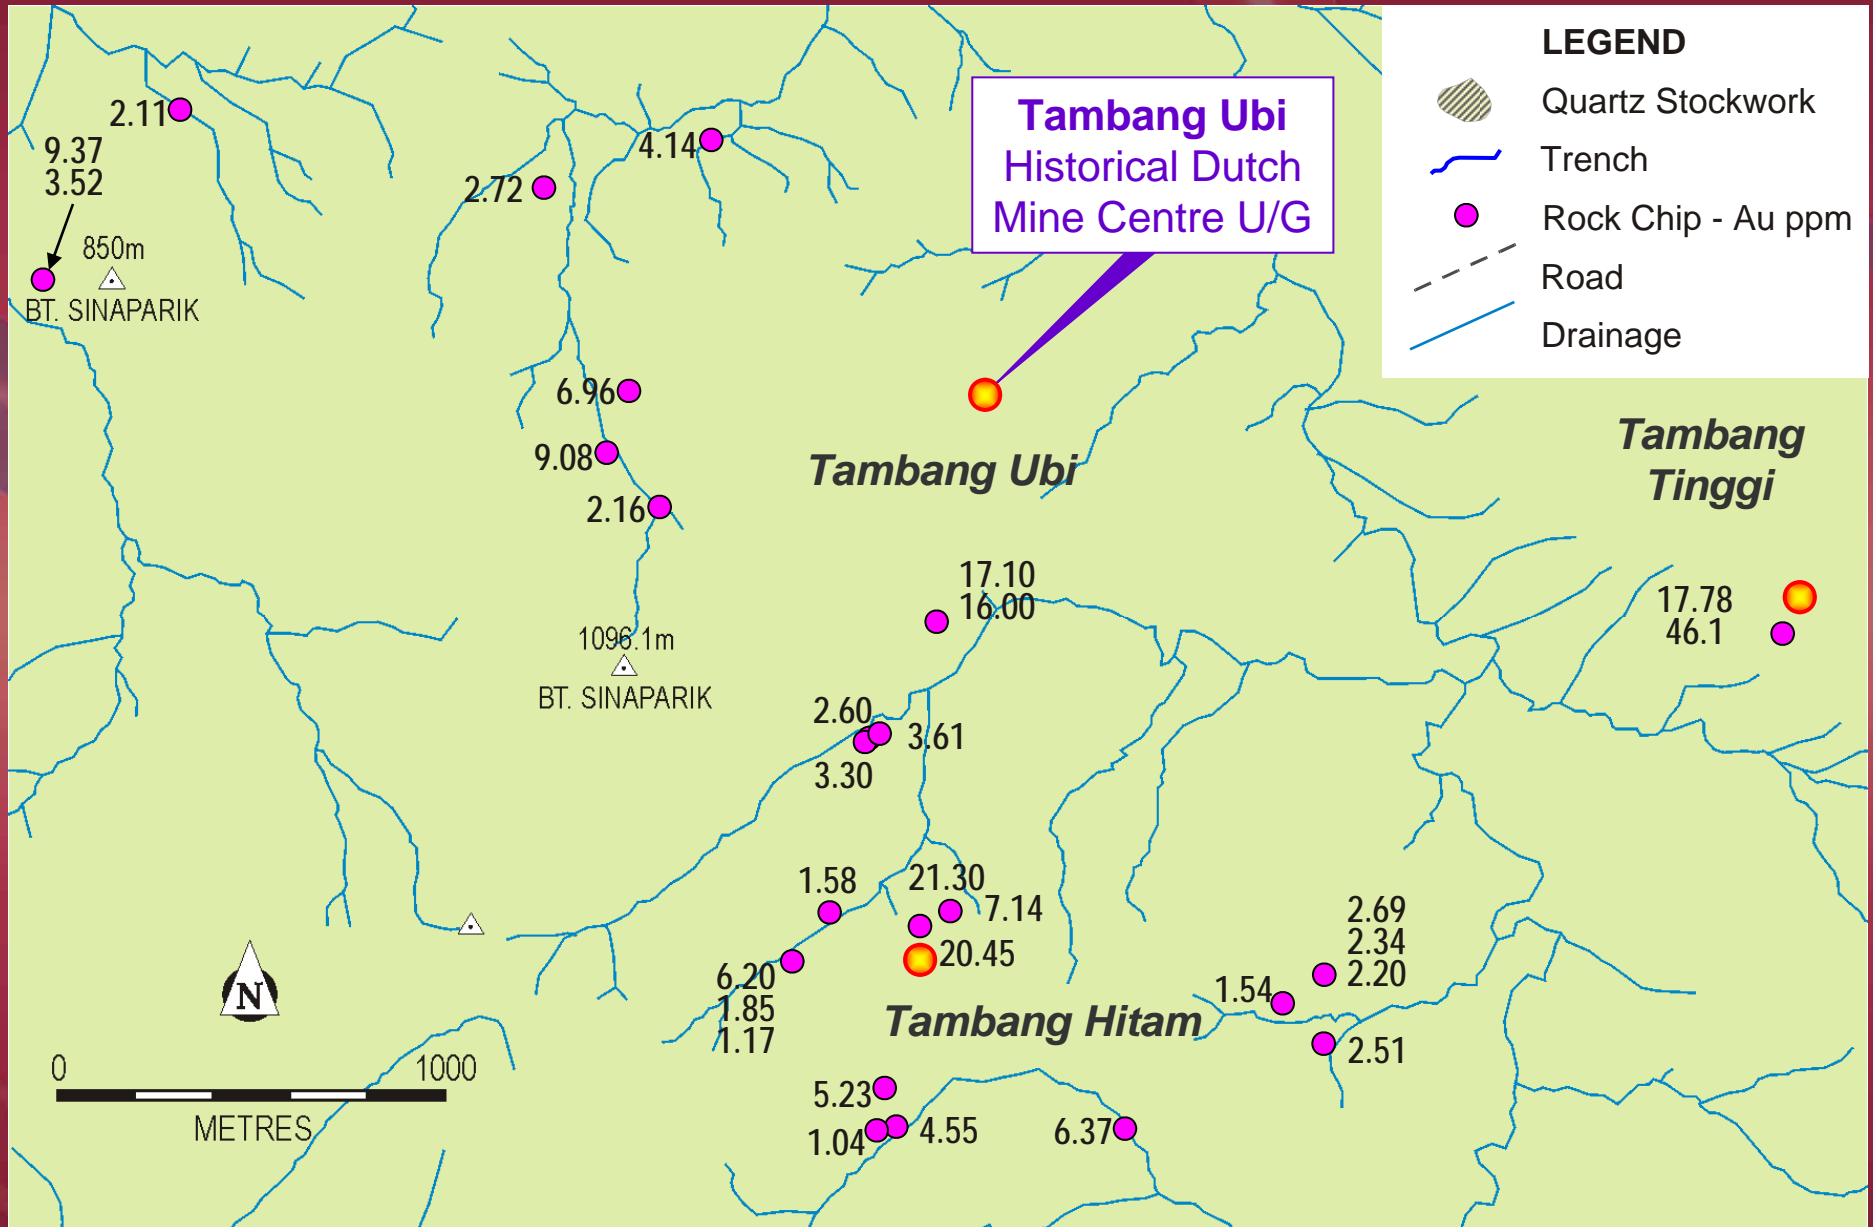 LEGEND
Quartz Stockwork
Trench
Rock Chip - Au ppm
Road
Drainage
Tambang Ubi
Historical Dutch
Mine Centre U/G
2.11
9.37
3.52
850m
BT. SINAPARIK
4.14
2.72
6.96
9.08
2.16
Tambang Ubi
Tambang
Tinggi
17.10
16.00
17.78
46.1
1096.1m
BT. SINAPARIK
2.60
3.61
3.30
1.58
21.30
7.14
20.45
6.20
1.85
1.17
2.69
2.34
2.20
1.54
2.51
Tambang Hitam
N
0 1000
METRES
5.23
4.55
1.04
6.37